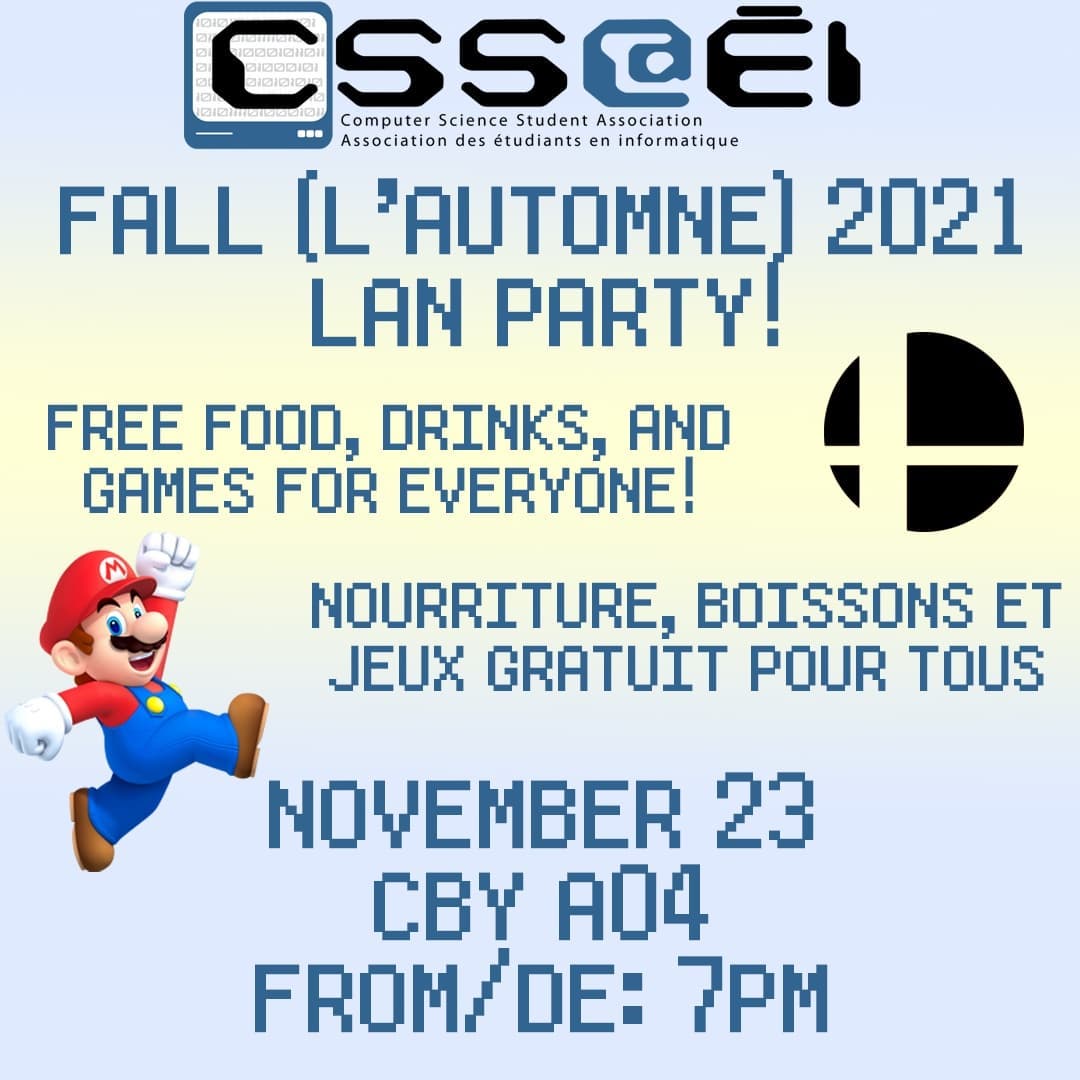 CSS@ÉI
Computer Science Student Association
Association des étudiants en informatique
FALL (L'AUTOMNE) 2021
LAN PARTY!
FREE FOOD, DRINKS, AND
GAMES FOR EVERYONE!
M
NOURRITURE, BOISSONS ET
JEUX GRATUIT POUR TOUS
NOVEMBER 23
CBY A04
FROM/DE: 7PM